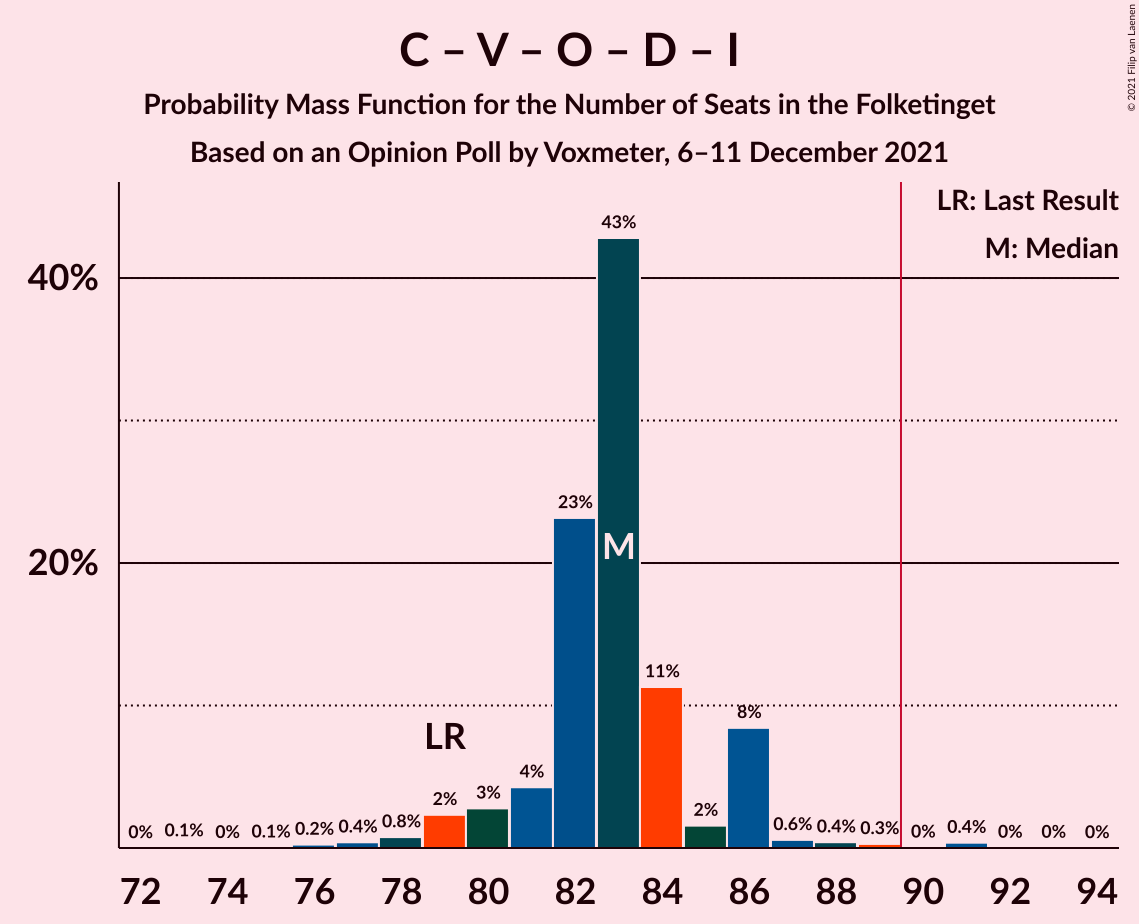 C – V – O – D – I
Probability Mass Function for the Number of Seats in the Folketinget
Based on an Opinion Poll by Voxmeter, 6–11 December 2021
© 2021 Filip van Laenen
LR: Last Result
M: Median
43%
40%
23%
M
20%
11%
8%
LR
4%
3%
2%
2%
0% 0.1% 0% 0.1% 0.2% 0.4% 0.8% 0.6% 0.4% 0.3% 0% 0.4% 0% 0% 0%
72 74 76 78 80 82 84 86 88 90 92 94